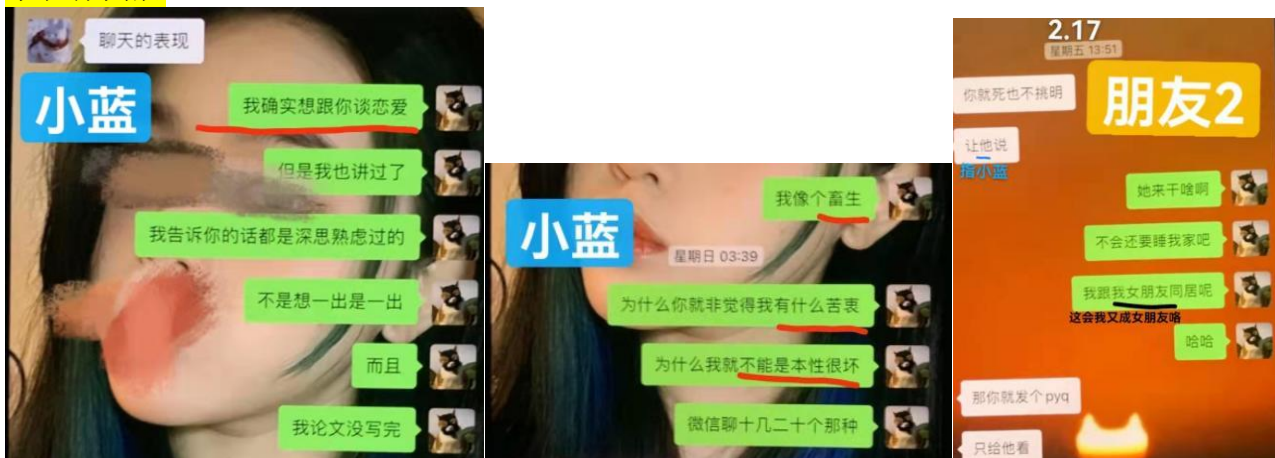 聊天的表现
小蓝
我确实想跟你谈恋爱
但是我也讲过了
我告诉你的话都是深思熟虑过的
不是想一出是一出
而且
我论文没写完
小蓝
我像个畜生
星期日 03:39
为什么你就非觉得我有什么苦衷
为什么我就不能是本性很坏
微信聊十几二十个那种
2.17
星期五 13:51
朋友2
你就死也不挑明
让他说
指小蓝
她来干啥啊
不会还要睡我家吧
我跟我女朋友同居呢
这会我又成女朋友咯
哈哈
那你就发个pyq
只给他看